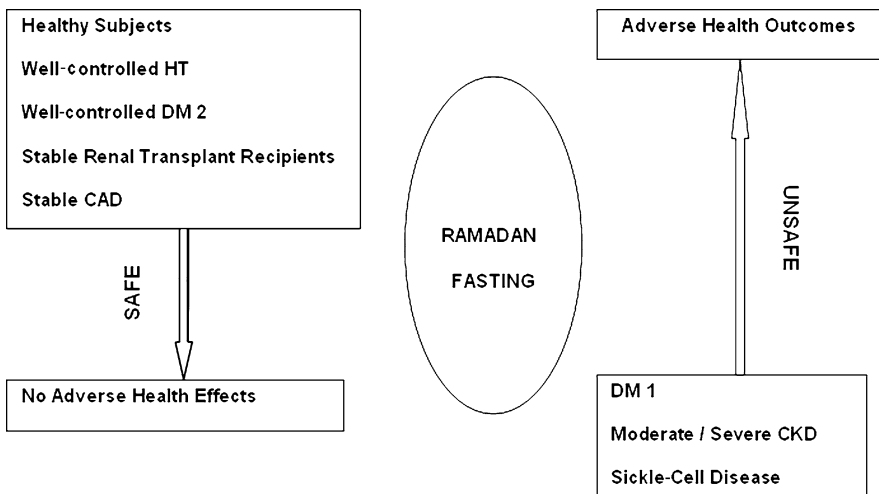 Healthy Subjects
Well-controlled HT
Well-controlled DM 2
Stable Renal Transplant Recipients
Stable CAD
SAFE
No Adverse Health Effects
RAMADAN
FASTING
Adverse Health Outcomes
UNSAFE
DM 1
Moderate / Severe CKD
Sickle-Cell Disease